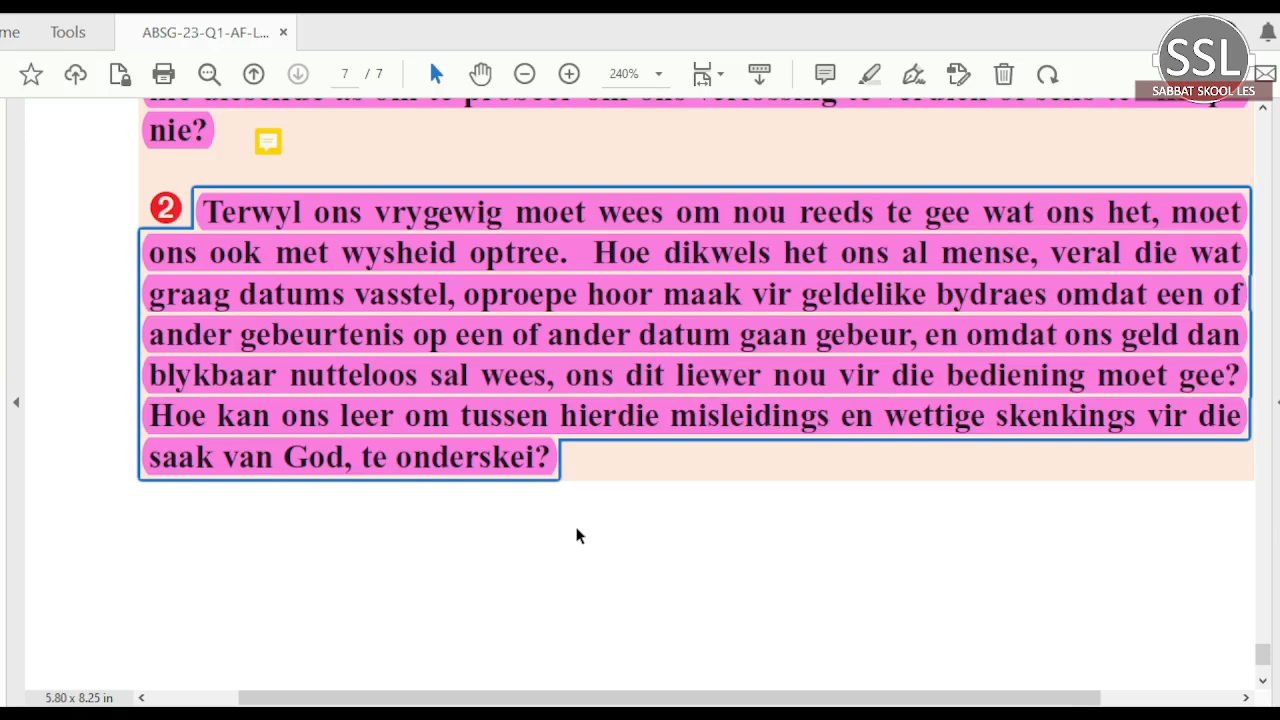 me Tools ABSG-23-Q1-AF-L... ×
SSL
SABBAT SKOOL LES
7 / 7 240%
nie?
2 Terwyl ons vrygewig moet wees om nou reeds te gee wat ons het, moet
ons ook met wysheid optree. Hoe dikwels het ons al mense, veral die wat
graag datums vasstel, oproepe hoor maak vir geldelike bydraes omdat een of
ander gebeurtenis op een of ander datum gaan gebeur, en omdat ons geld dan
blykbaar nutteloos sal wees, ons dit liewer nou vir die bediening moet gee?
Hoe kan ons leer om tussen hierdie misleidings en wettige skenkings vir die
saak van God, te onderskei?
5.80 x 8.25 in